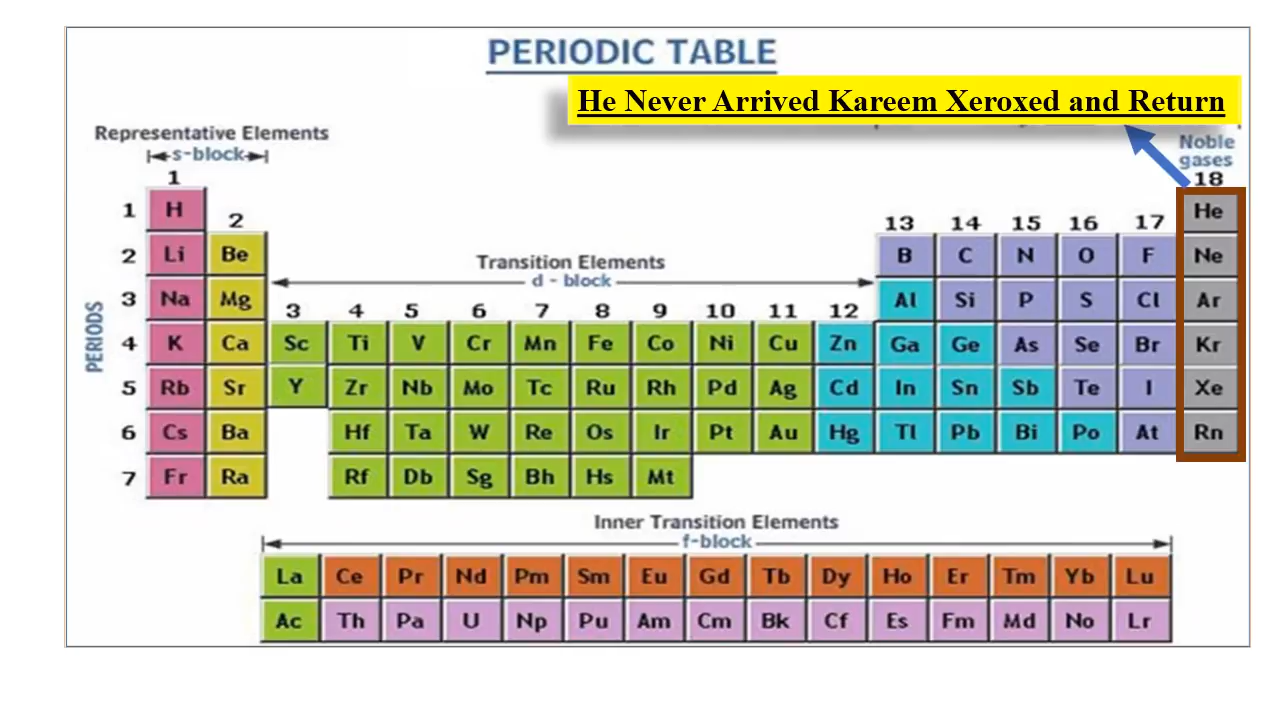 PERIODIC TABLE
He Never Arrived Kareem Xeroxed and Return
Representative Elements
s-block
Noble
gases
1 18
1 H He
2 13 14 15 16 17
2 Li Be B C N O F Ne
Transition Elements
d - block
3 Na Mg Al Si P S Cl Ar
3 4 5 6 7 8 9 10 11 12
4 K Ca Sc Ti V Cr Mn Fe Co Ni Cu Zn Ga Ge As Se Br Kr
5 Rb Sr Y Zr Nb Mo Tc Ru Rh Pd Ag Cd In Sn Sb Te I Xe
6 Cs Ba Hf Ta W Re Os Ir Pt Au Hg Tl Pb Bi Po At Rn
7 Fr Ra Rf Db Sg Bh Hs Mt
PERIODS
Inner Transition Elements
f-block
La Ce Pr Nd Pm Sm Eu Gd Tb Dy Ho Er Tm Yb Lu
Ac Th Pa U Np Pu Am Cm Bk Cf Es Fm Md No Lr